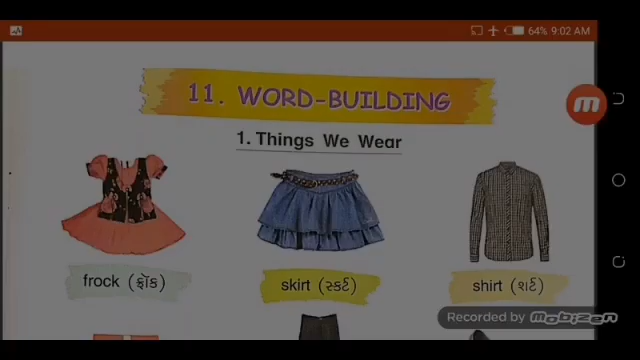 64% 9:02 AM
11. WORD-BUILDING
1. Things We Wear
frock (ફ્રૉક)
skirt (સ્કર્ટ)
shirt (શર્ટ)
Recorded by Mobizen